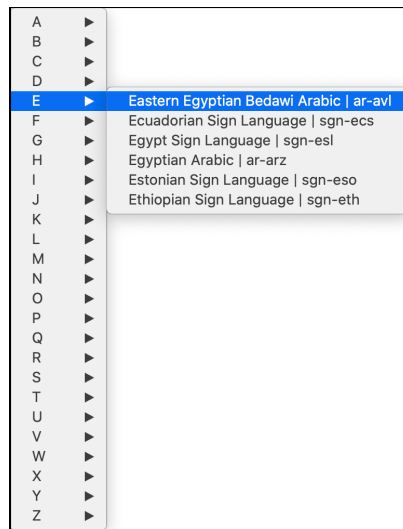 A
B
C
D
E
F
G
H
I
J
K
L
M
N
O
P
Q
R
S
T
U
V
W
X
Y
Z
Eastern Egyptian Bedawi Arabic | ar-avl
Ecuadorian Sign Language | sgn-ecs
Egypt Sign Language | sgn-esl
Egyptian Arabic | ar-arz
Estonian Sign Language | sgn-eso
Ethiopian Sign Language | sgn-eth